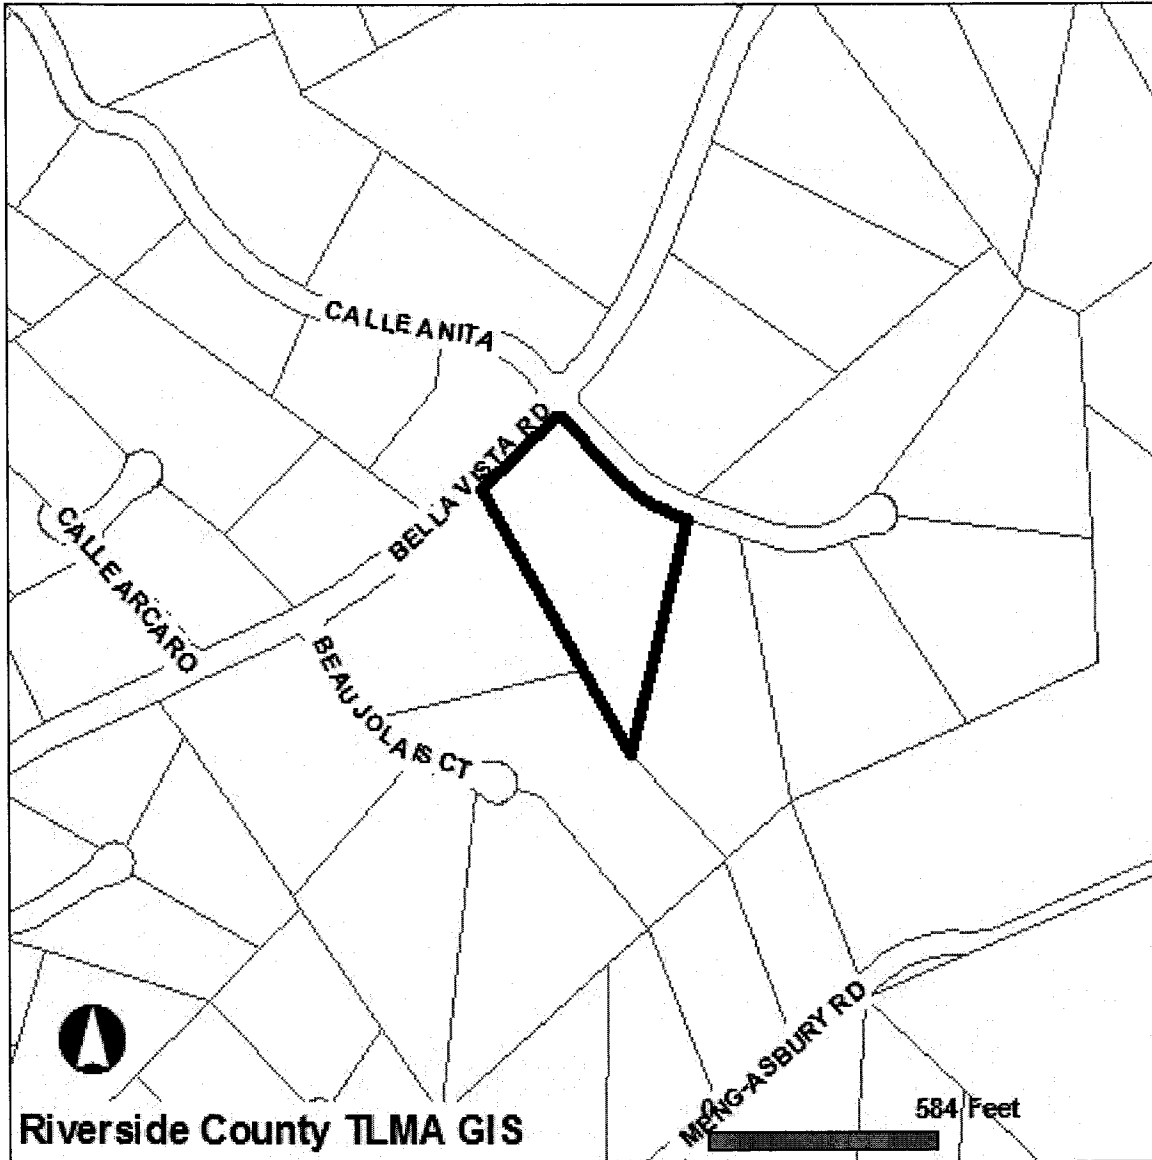 CALLE ANITA
BELLA VISTA RD
CALLE ARCARO
BEAUJOLAIS CT
MENG-ASBURY RD
584 Feet
Riverside County TLMA GIS